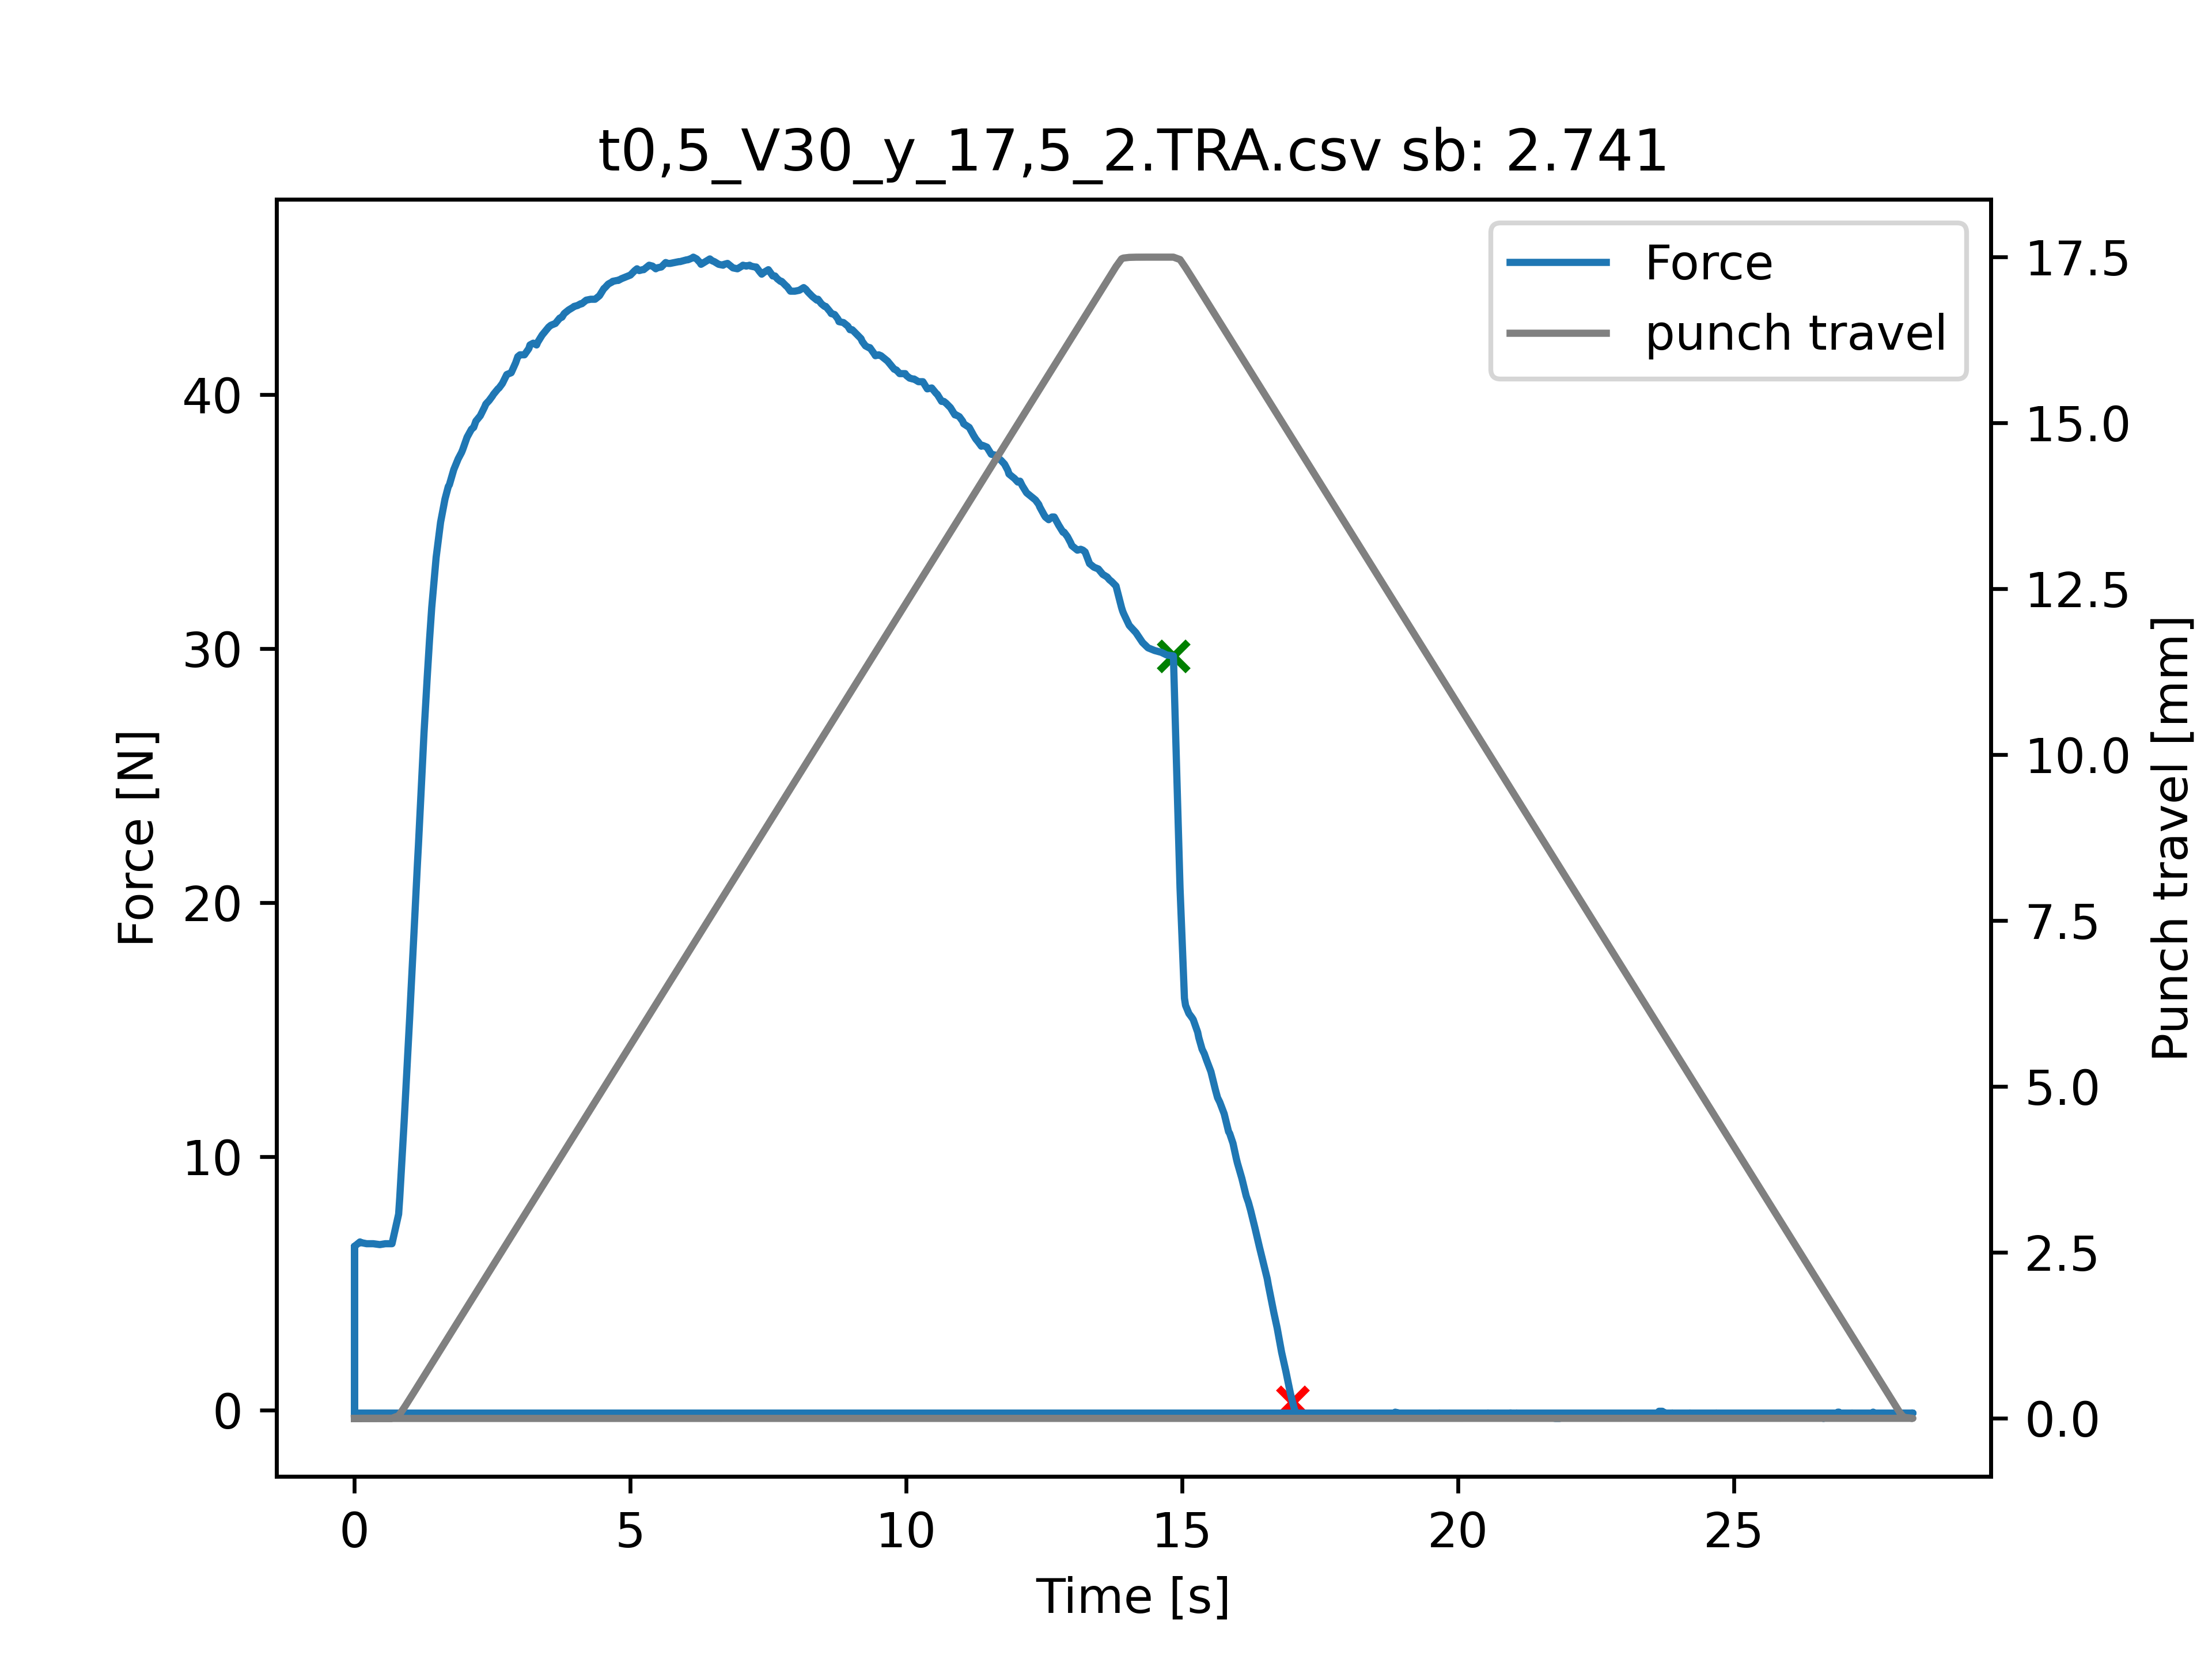 t0,5_V30_y_17,5_2.TRA.csv sb: 2.741
Force
punch travel
Force [N]
40
30
20
10
0
17.5
15.0
12.5
10.0
7.5
5.0
2.5
0.0
Punch travel [mm]
0 5 10 15 20 25
Time [s]